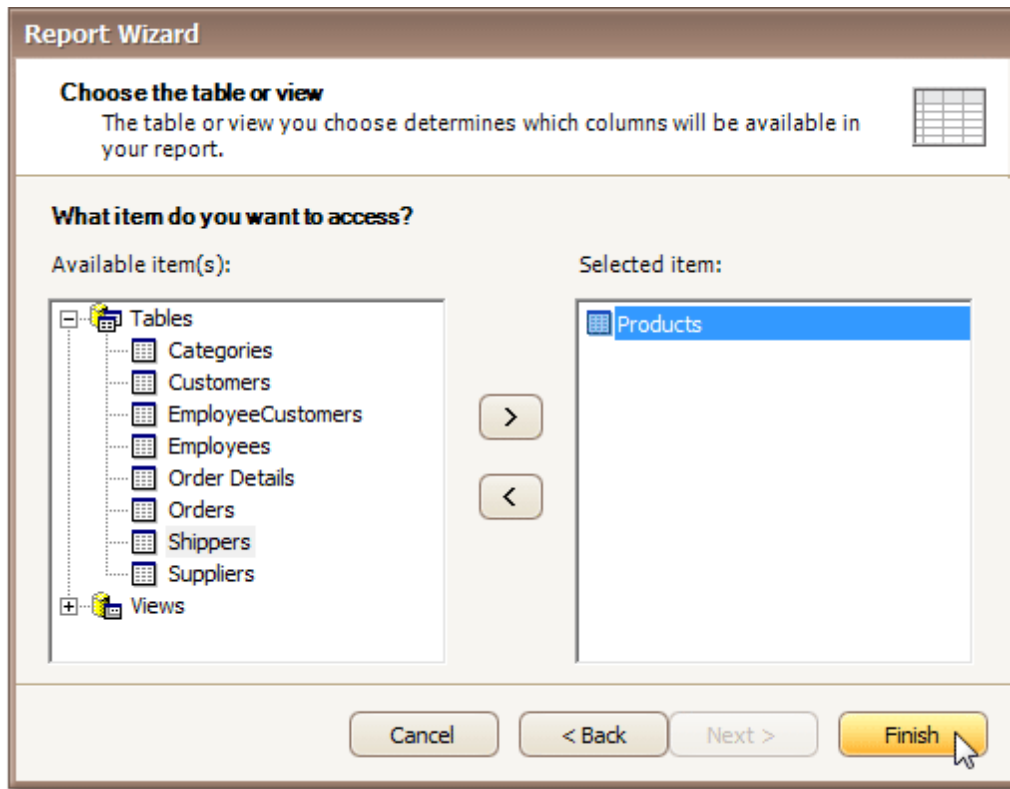 Report Wizard
Choose the table or view
The table or view you choose determines which columns will be available in
your report.
What item do you want to access?
Available item(s):
Selected item:
Tables
Categories
Customers
EmployeeCustomers
Employees
Order Details
Orders
Shippers
Suppliers
Views
Products
>
<
Cancel
< Back
Next >
Finish